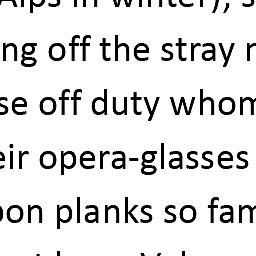 Alps in winter), s
ng off the stray
se off duty whom
eir opera-glasses
oon planks so fam